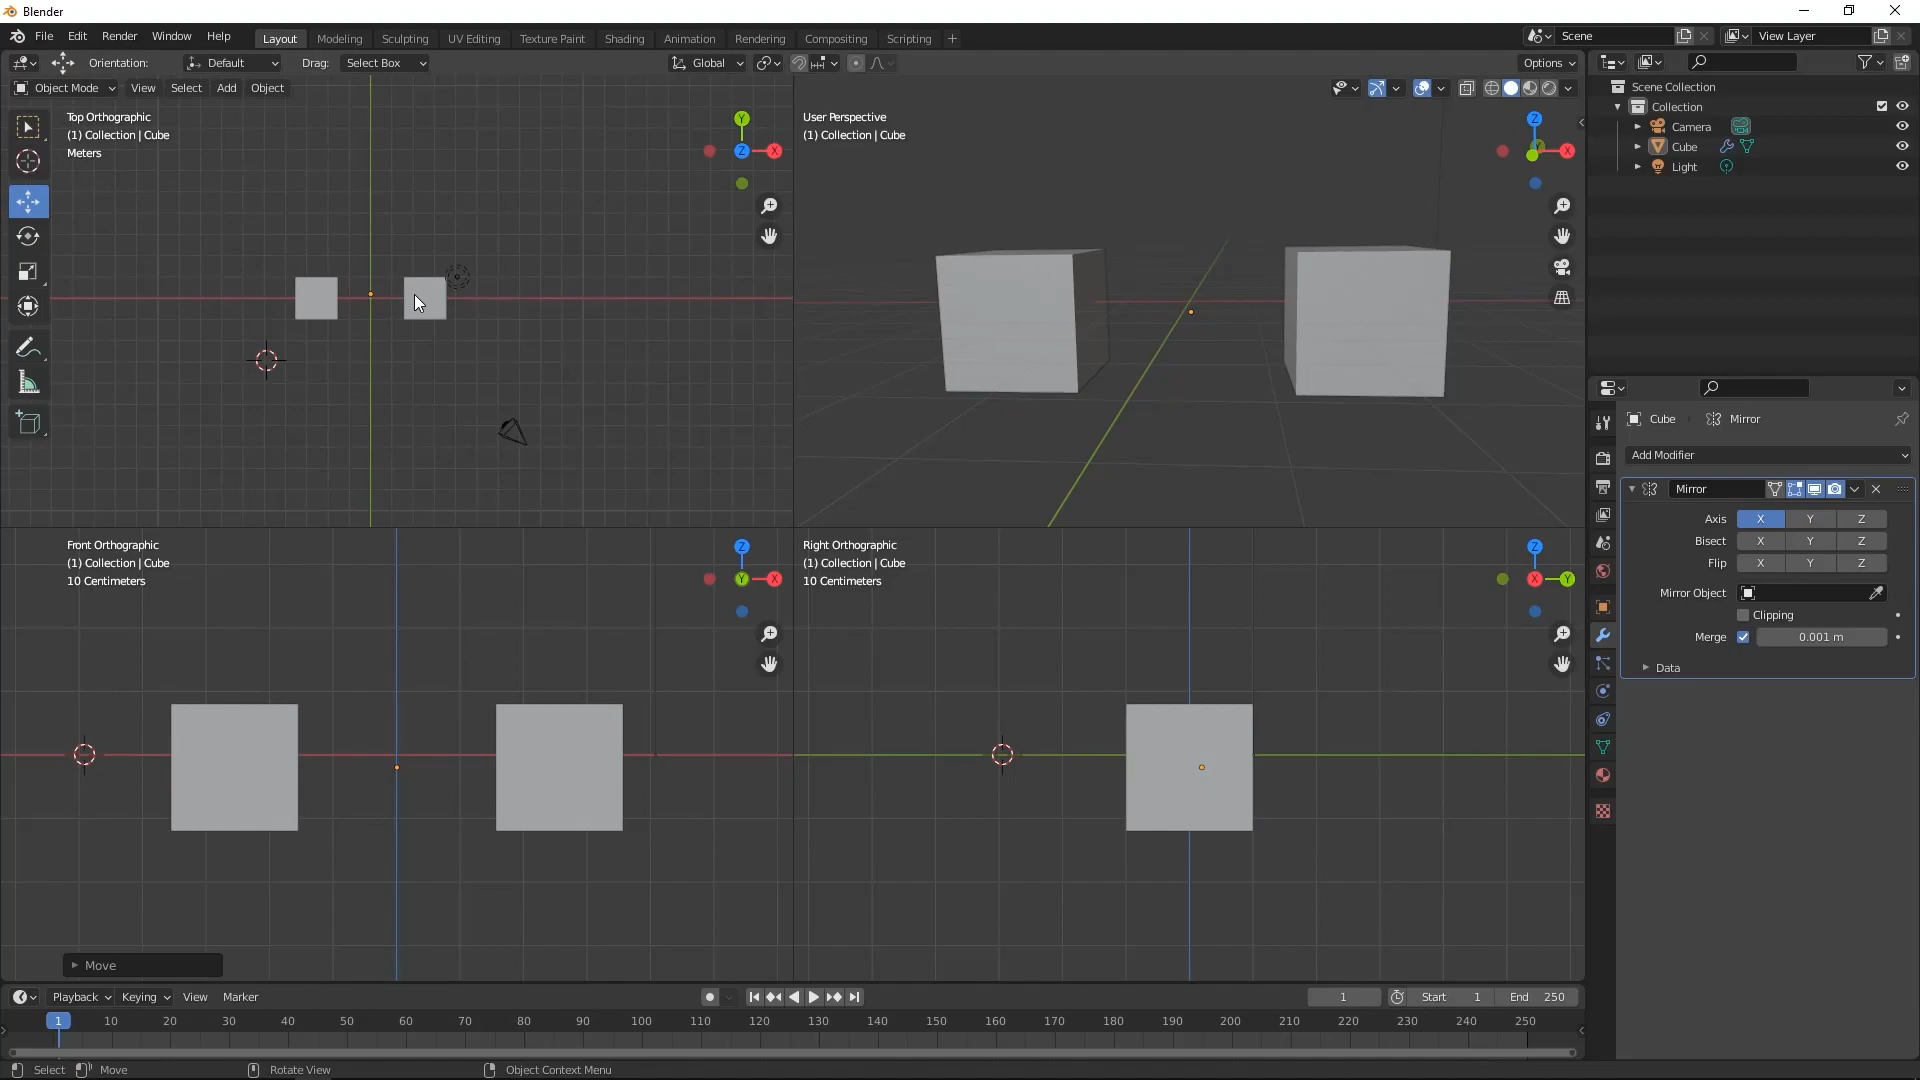 Blender
File Edit Render Window Help
Layout Modeling Sculpting UV Editing Texture Paint Shading Animation Rendering Compositing Scripting +
Scene
View Layer
Orientation: Default Drag: Select Box
Global
Options
Object Mode View Select Add Object
Top Orthographic
(1) Collection | Cube
Meters
Y
Z
X
User Perspective
(1) Collection | Cube
Z
X
Front Orthographic
(1) Collection | Cube
10 Centimeters
Z
Y
X
Right Orthographic
(1) Collection | Cube
10 Centimeters
Z
X
Y
Move
Scene Collection
Collection
Camera
Cube
Light
Cube Mirror
Add Modifier
Mirror
Axis X Y Z
Bisect X Y Z
Flip X Y Z
Mirror Object
Clipping
Merge 0.001 m
Data
Playback Keying View Marker
1
Start 1
End 250
1 10 20 30 40 50 60 70 80 90 100 110 120 130 140 150 160 170 180 190 200 210 220 230 240 250
Select Move Rotate View Object Context Menu